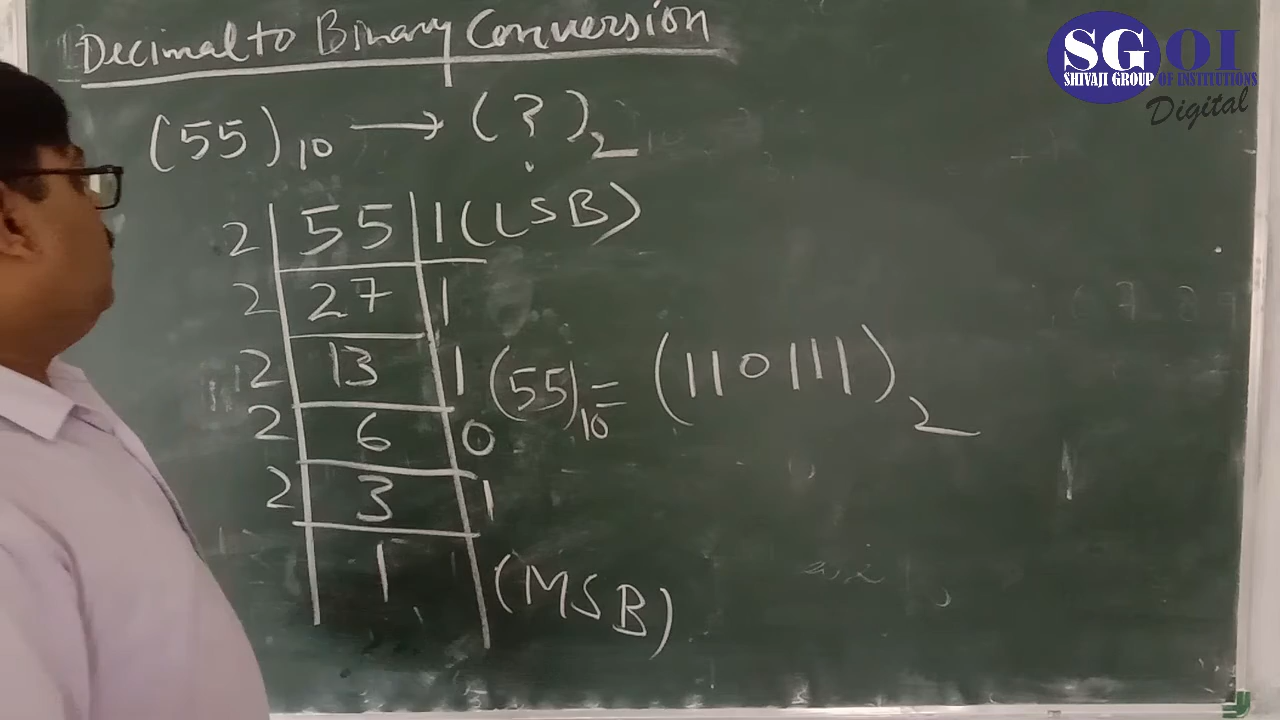 Decimal to Binary Conversion
SGOI
SHIVAJI GROUP OF INSTITUTIONS
Digital
(55)10 → (?)2
2 | 55 | 1 (LSB)
2 | 27 | 1
2 | 13 | 1
(55)10 = (110111)2
2 | 6 | 0
2 | 3 | 1
1 (MSB)